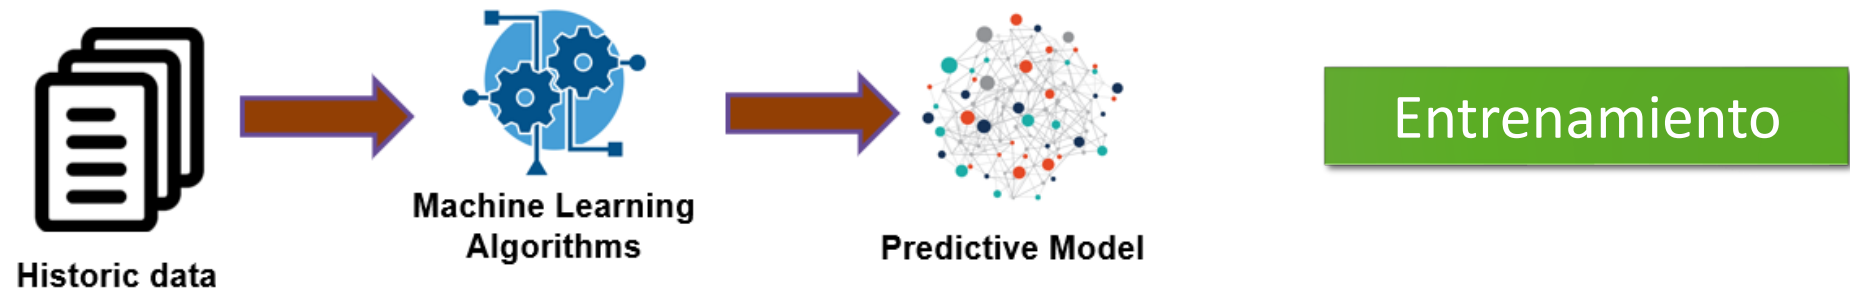 Historic data
Machine Learning
Algorithms
Predictive Model
Entrenamiento